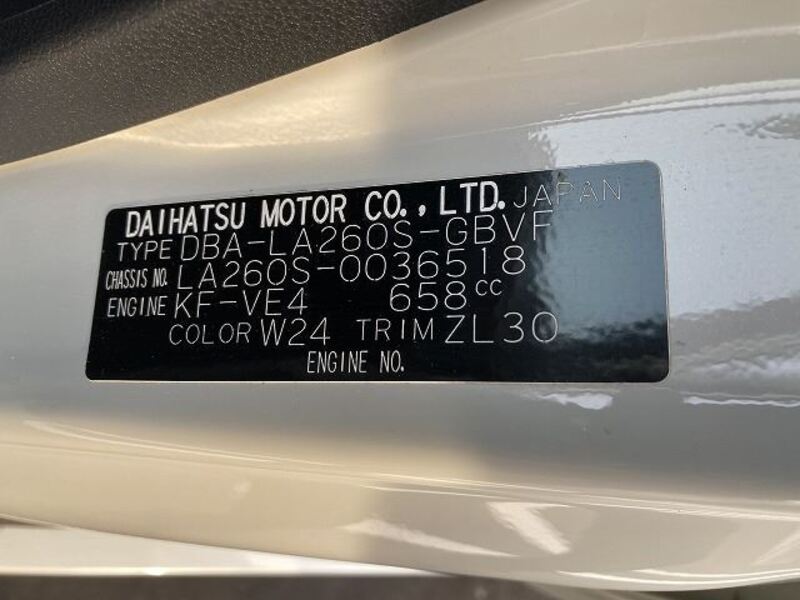 DAIHATSU MOTOR CO., LTD. JAPAN
TYPE DBA-LA260S-GBVF
CHASSIS NO. LA260S-0036518
ENGINE KF-VE4 658cc
COLOR W24 TRIM ZL30
ENGINE NO.